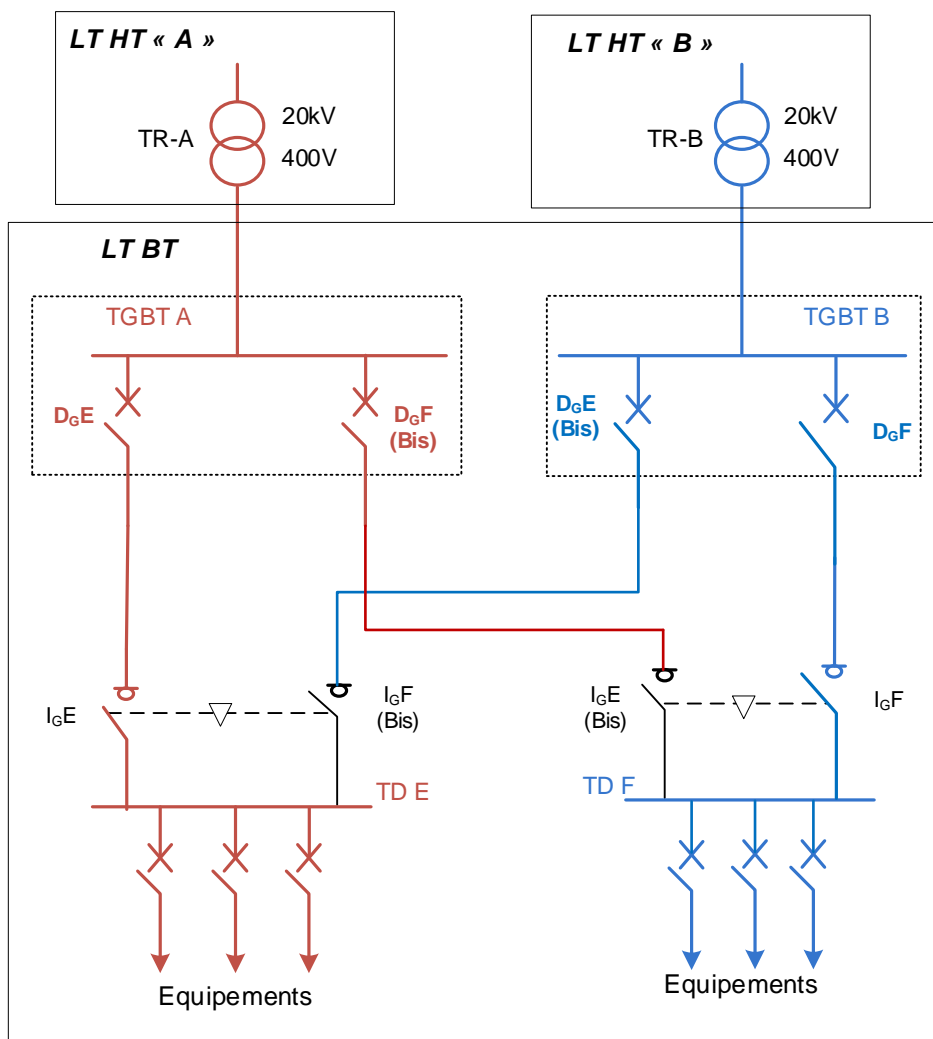 LT HT « A »
20kV
TR-A
400V
LT HT « B »
20kV
TR-B
400V
LT BT
TGBT A
DGE
DGF
(Bis)
TGBT B
DGE
(Bis)
DGF
IGE
IGF
(Bis)
IGE
(Bis)
IGF
TD E
TD F
Equipements
Equipements